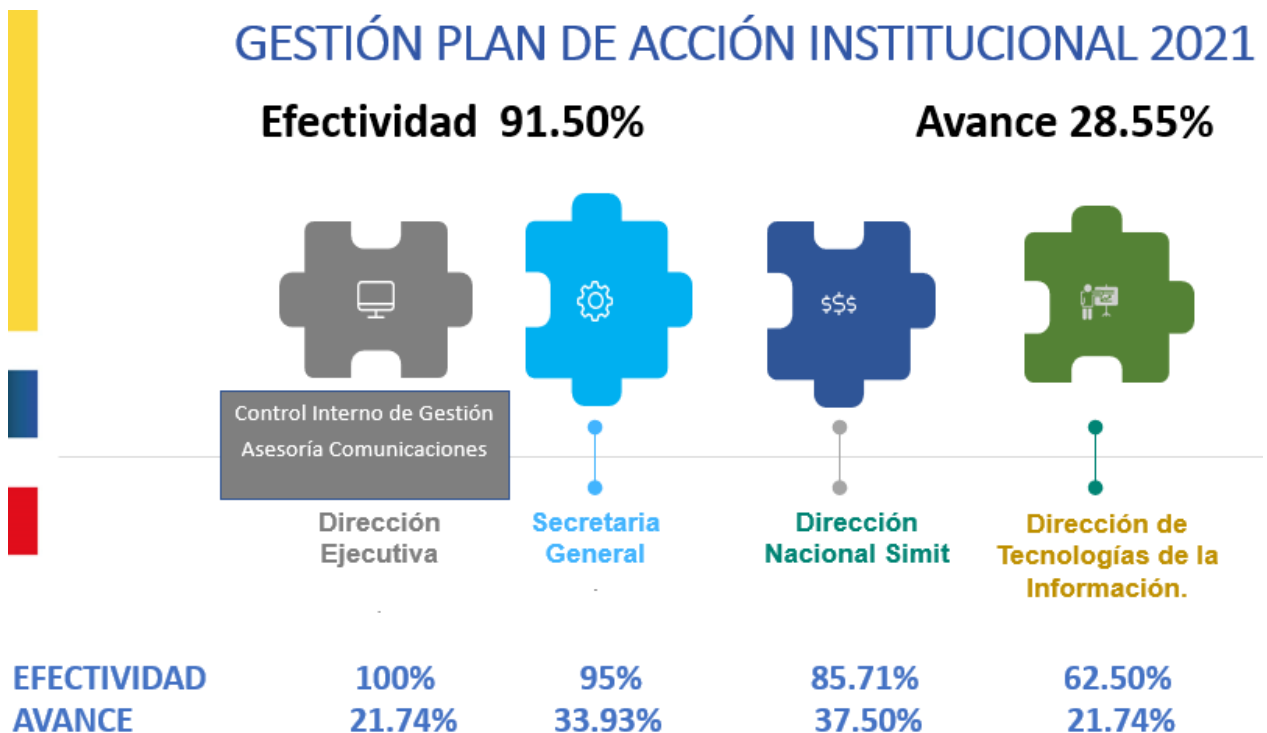 GESTIÓN PLAN DE ACCIÓN INSTITUCIONAL 2021
Efectividad 91.50%
Avance 28.55%
$$$
Control Interno de Gestión
Asesoría Comunicaciones
Dirección
Ejecutiva
Secretaria
General
Dirección
Nacional Simit
Dirección de
Tecnologías de la
Información.
EFECTIVIDAD 100% 95% 85.71% 62.50%
AVANCE 21.74% 33.93% 37.50% 21.74%